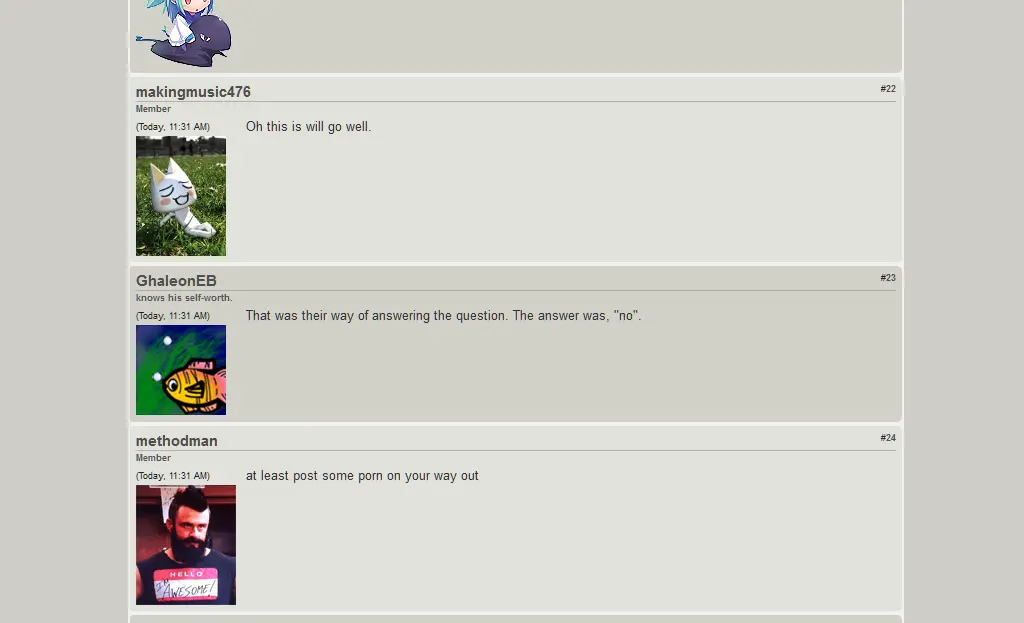 makingmusic476
#22
Member
(Today, 11:31 AM)
Oh this is will go well.
GhaleonEB
#23
knows his self-worth.
(Today, 11:31 AM)
That was their way of answering the question. The answer was, "no".
methodman
#24
Member
(Today, 11:31 AM)
at least post some porn on your way out
HELLO
I'M
AWESOME!